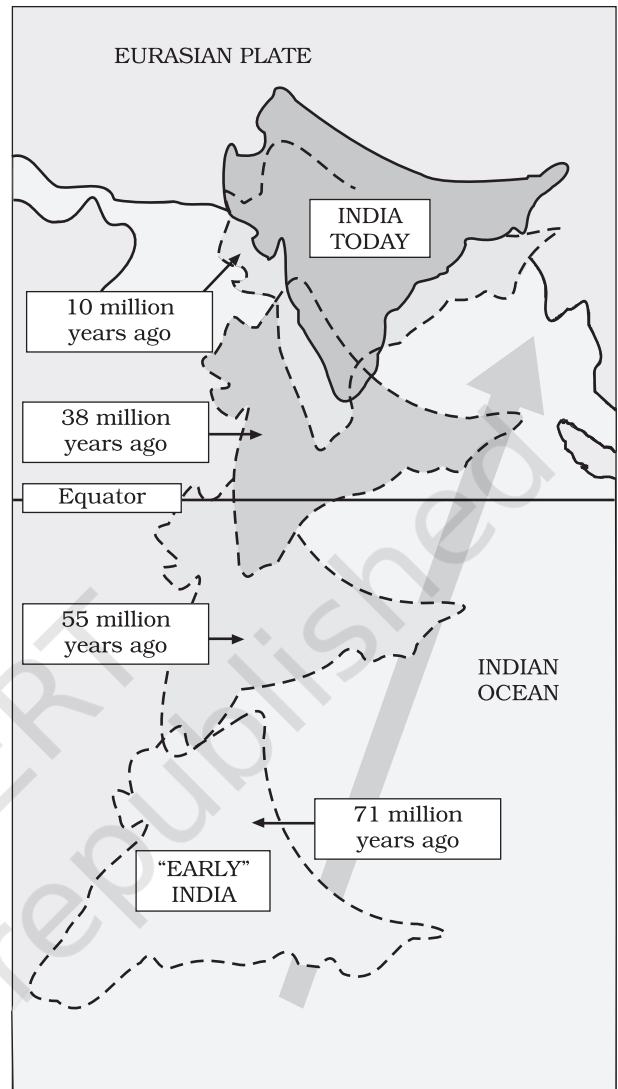 EURASIAN PLATE
INDIA
TODAY
10 million
years ago
38 million
years ago
Equator
55 million
years ago
INDIAN
OCEAN
71 million
years ago
“EARLY”
INDIA
republished